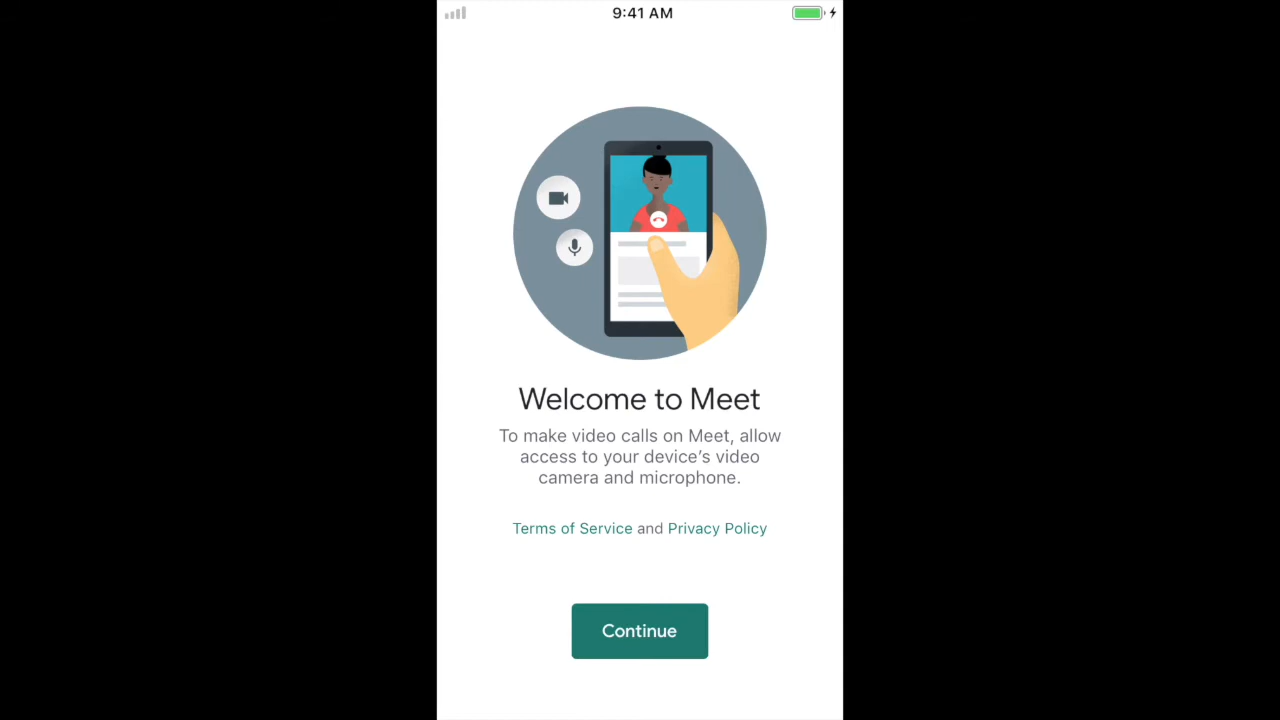 9:41 AM
Welcome to Meet
To make video calls on Meet, allow
access to your device’s video
camera and microphone.
Terms of Service and Privacy Policy
Continue